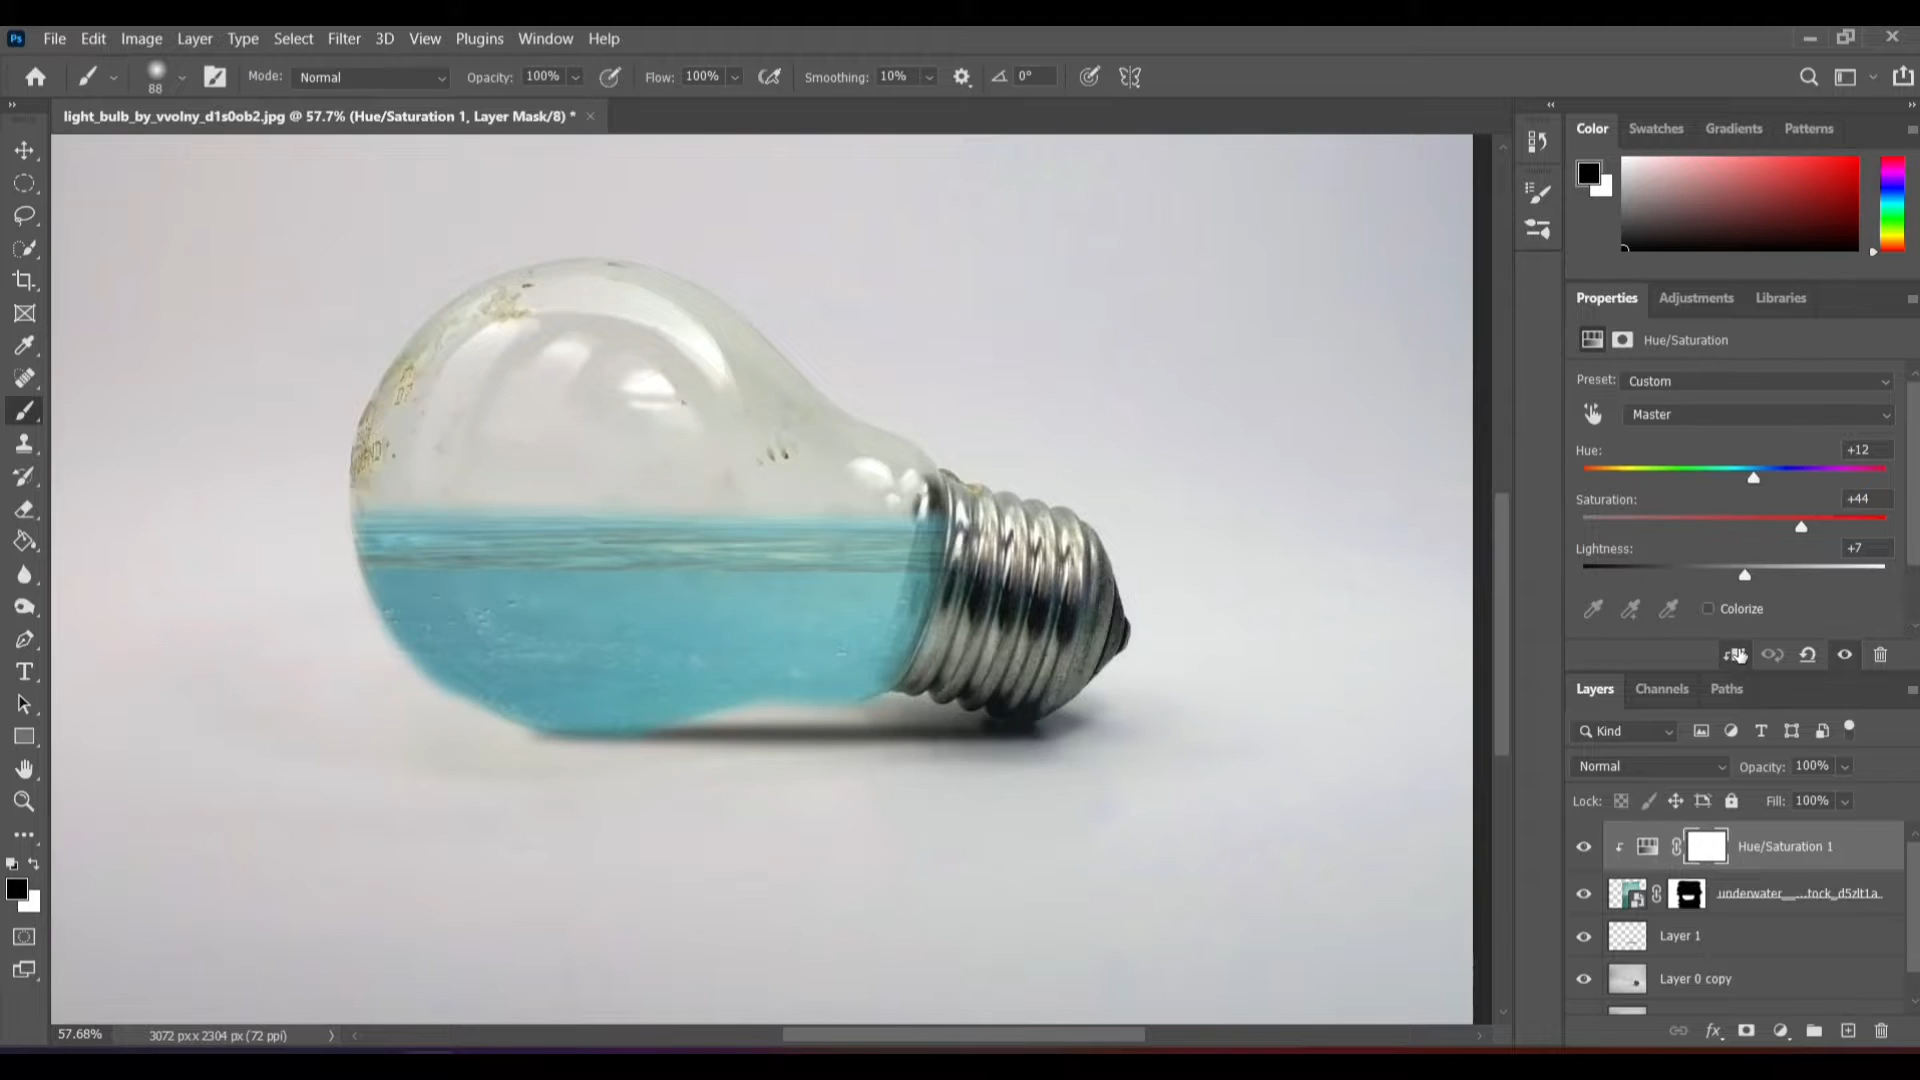 Ps File Edit Image Layer Type Select Filter 3D View Plugins Window Help
88 Mode: Normal Opacity: 100% Flow: 100% Smoothing: 10% 0°
light_bulb_by_vvolny_d1s0ob2.jpg @ 57.7% (Hue/Saturation 1, Layer Mask/8) *
Color Swatches Gradients Patterns
Properties Adjustments Libraries
Hue/Saturation
Preset: Custom
Master
Hue: +12
Saturation: +44
Lightness: +7
Colorize
Layers Channels Paths
Kind
Normal Opacity: 100%
Lock: Fill: 100%
Hue/Saturation 1
underwater__...tock_d5zlt1a
Layer 1
Layer 0 copy
fx
57.68% 3072 px x 2304 px (72 ppi)